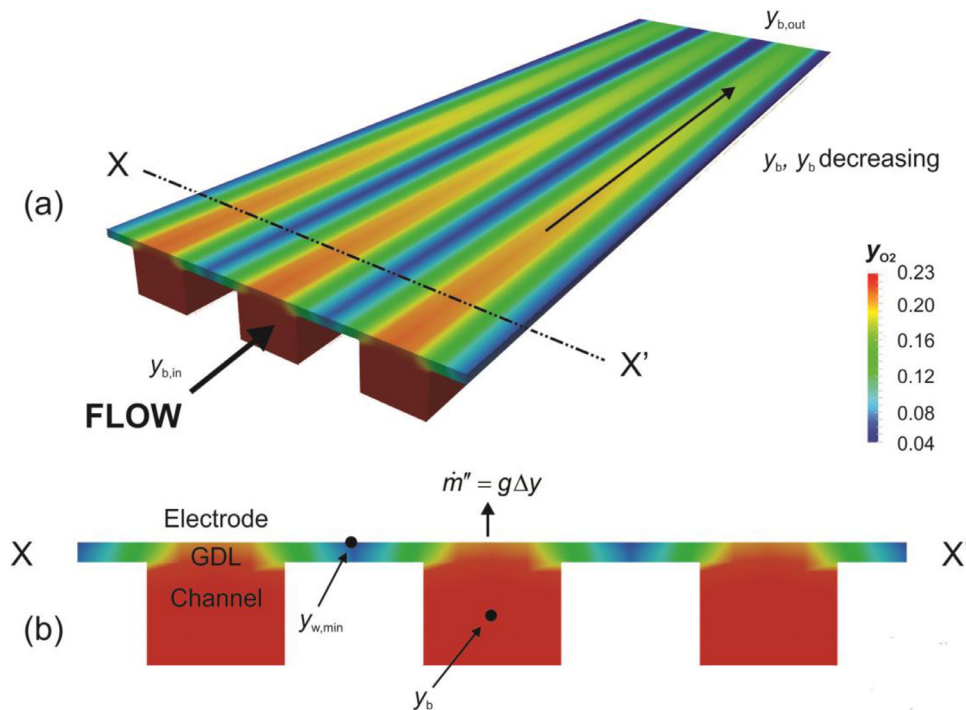 (a)
y_b,out
X
y_b, y_b decreasing
y_b,in
FLOW
X'
y_O2
0.23
0.20
0.16
0.12
0.08
0.04
ṁ″ = gΔy
Electrode
X
GDL
X'
Channel
(b)
y_w,min
y_b